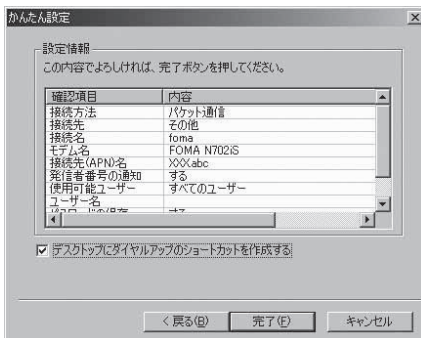 かんたん設定
設定情報
この内容でよろしければ、完了ボタンを押してください。
確認項目 内容
接続方法 パケット通信
接続先 その他
接続名 foma
モデム名 FOMA N702iS
接続先(APN)名 XXXabc
発信者番号の通知 する
使用可能ユーザー すべてのユーザー
ユーザー名
デスクトップにダイヤルアップのショートカットを作成する
< 戻る(B) 完了(F) キャンセル